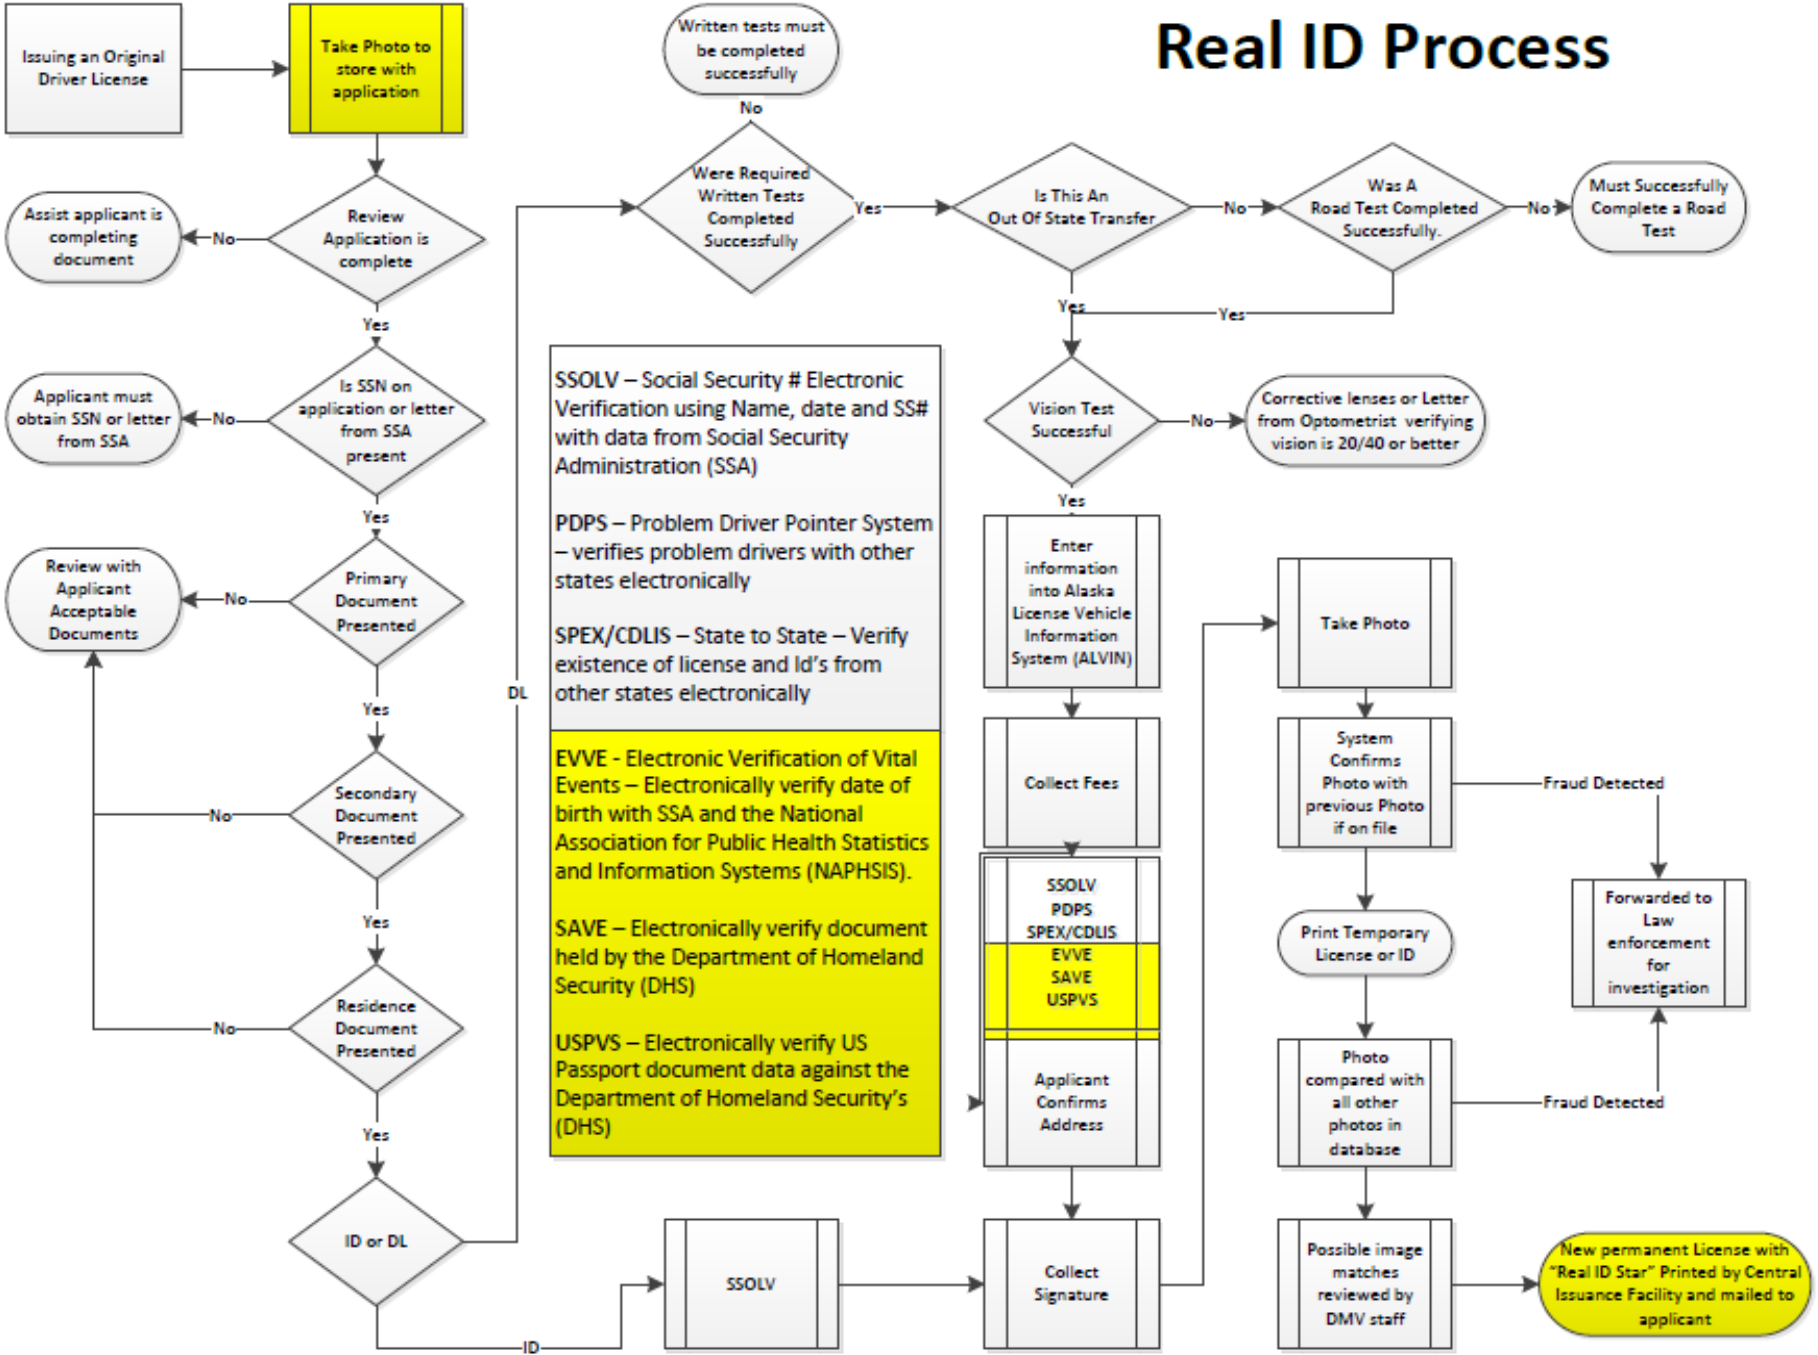 Real ID Process
Issuing an Original
Driver License
Take Photo to
store with
application
Review
Application is
complete
No
Assist applicant is
completing
document
Yes
Is SSN on
application or letter
from SSA
present
No
Applicant must
obtain SSN or letter
from SSA
Yes
Primary
Document
Presented
No
Review with
Applicant
Acceptable
Documents
Yes
Secondary
Document
Presented
No
Yes
Residence
Document
Presented
No
Yes
ID or DL
DL
ID
Written tests must
be completed
successfully
No
Were Required
Written Tests
Completed
Successfully
Yes
Is This An
Out Of State Transfer
No
Was A
Road Test Completed
Successfully.
No
Must Successfully
Complete a Road
Test
Yes
Yes
Vision Test
Successful
No
Corrective lenses or Letter
from Optometrist verifying
vision is 20/40 or better
Yes
SSOLV – Social Security # Electronic
Verification using Name, date and SS#
with data from Social Security
Administration (SSA)
PDPS – Problem Driver Pointer System
– verifies problem drivers with other
states electronically
SPEX/CDLIS – State to State – Verify
existence of license and Id's from
other states electronically
EVVE - Electronic Verification of Vital
Events – Electronically verify date of
birth with SSA and the National
Association for Public Health Statistics
and Information Systems (NAPHSIS).
SAVE – Electronically verify document
held by the Department of Homeland
Security (DHS)
USPVS – Electronically verify US
Passport document data against the
Department of Homeland Security's
(DHS)
Enter
information
into Alaska
License Vehicle
Information
System (ALVIN)
Collect Fees
SSOLV
PDPS
SPEX/CDLIS
EVVE
SAVE
USPVS
Applicant
Confirms
Address
SSOLV
Collect
Signature
Take Photo
System
Confirms
Photo with
previous Photo
if on file
Fraud Detected
Print Temporary
License or ID
Forwarded to
Law
enforcement
for
investigation
Photo
compared with
all other
photos in
database
Fraud Detected
Possible image
matches
reviewed by
DMV staff
New permanent License with
"Real ID Star" Printed by Central
Issuance Facility and mailed to
applicant